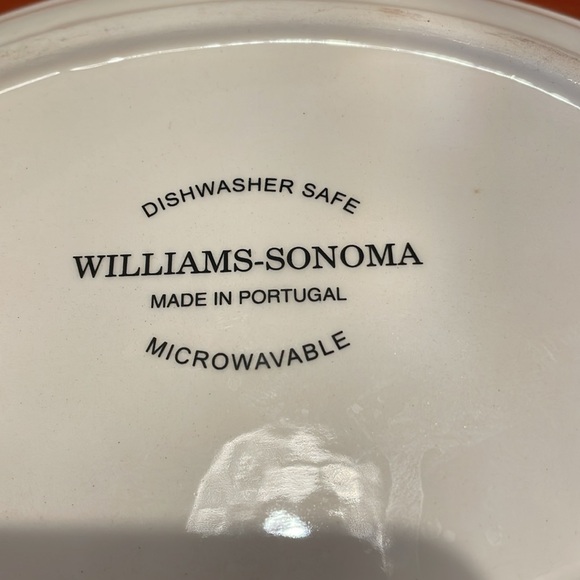 DISHWASHER SAFE
WILLIAMS-SONOMA
MADE IN PORTUGAL
MICROWAVABLE